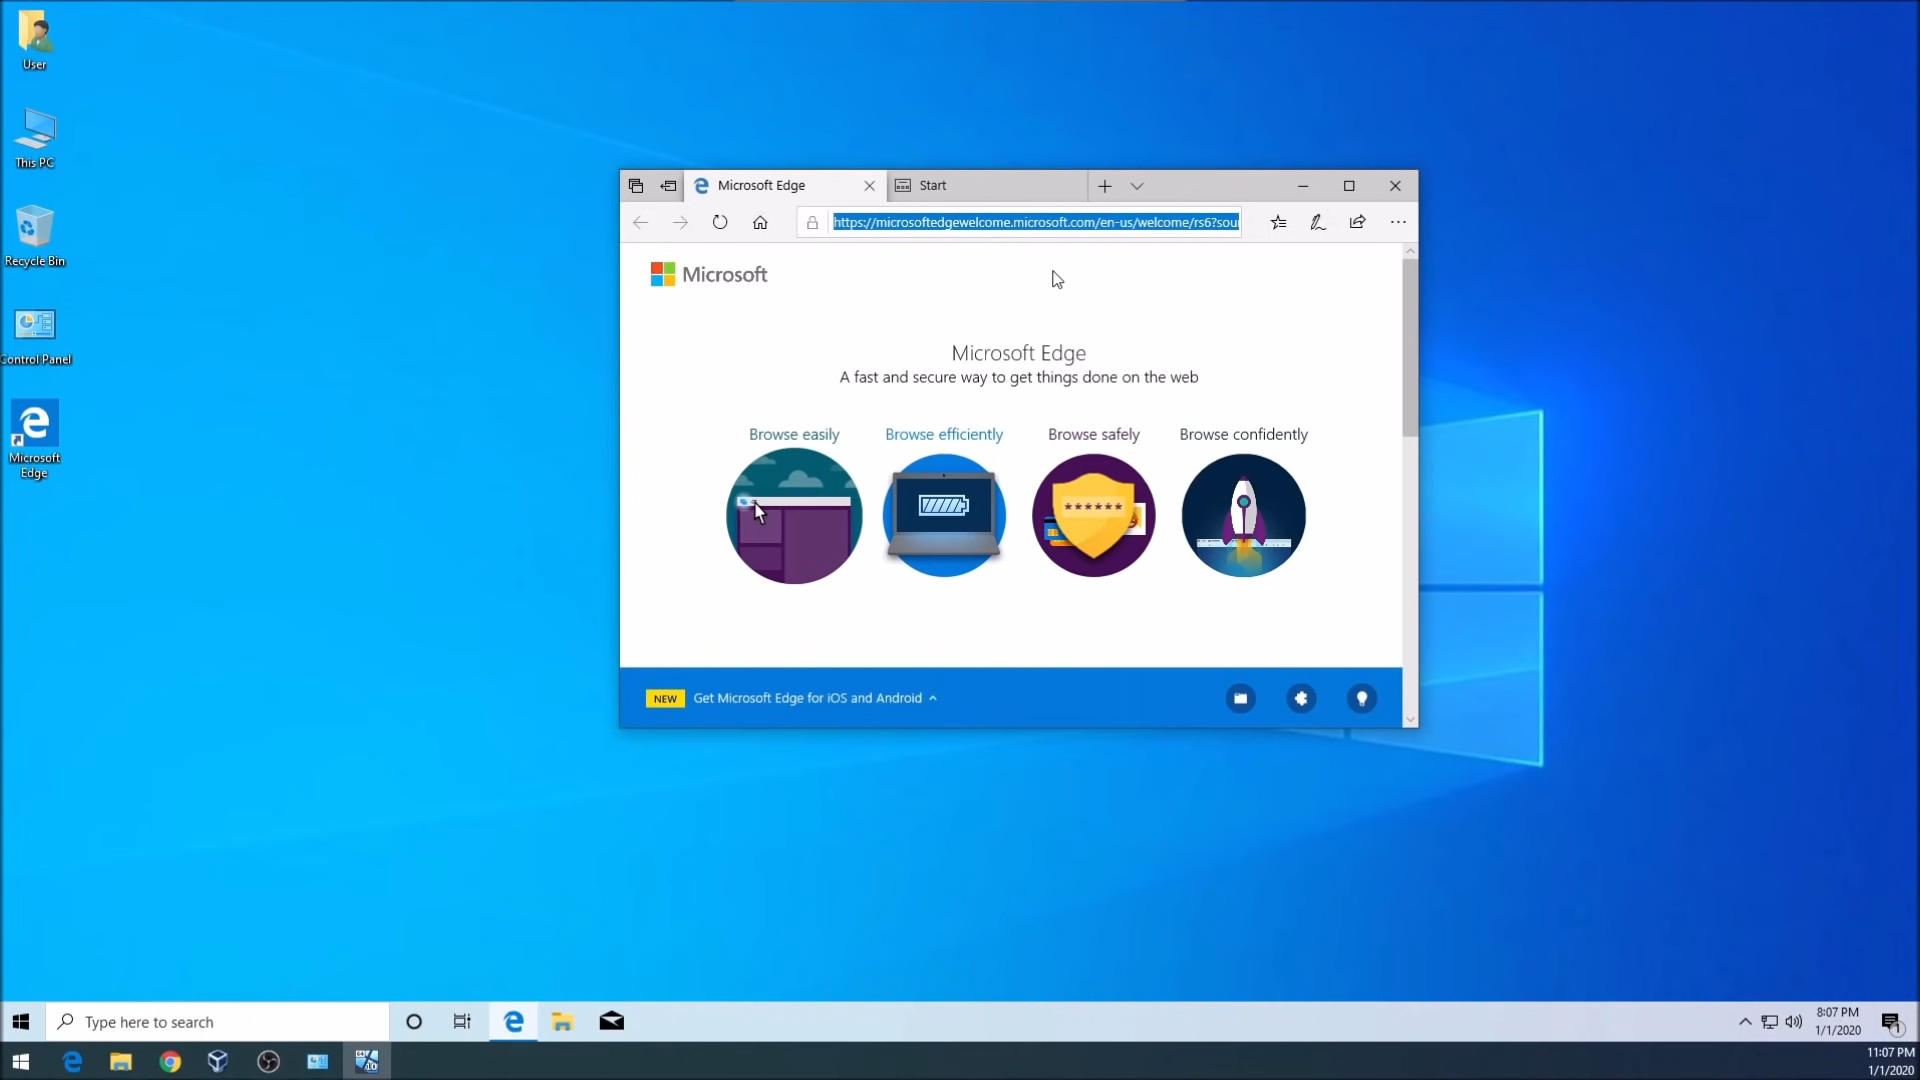 User
This PC
Recycle Bin
Control Panel
Microsoft
Edge
Microsoft Edge
Start
https://microsoftedgewelcome.microsoft.com/en-us/welcome/rs6?sou
Microsoft
Microsoft Edge
A fast and secure way to get things done on the web
Browse easily
Browse efficiently
Browse safely
Browse confidently
******
NEW Get Microsoft Edge for iOS and Android
Type here to search
8:07 PM
1/1/2020
1
11:07 PM
1/1/2020